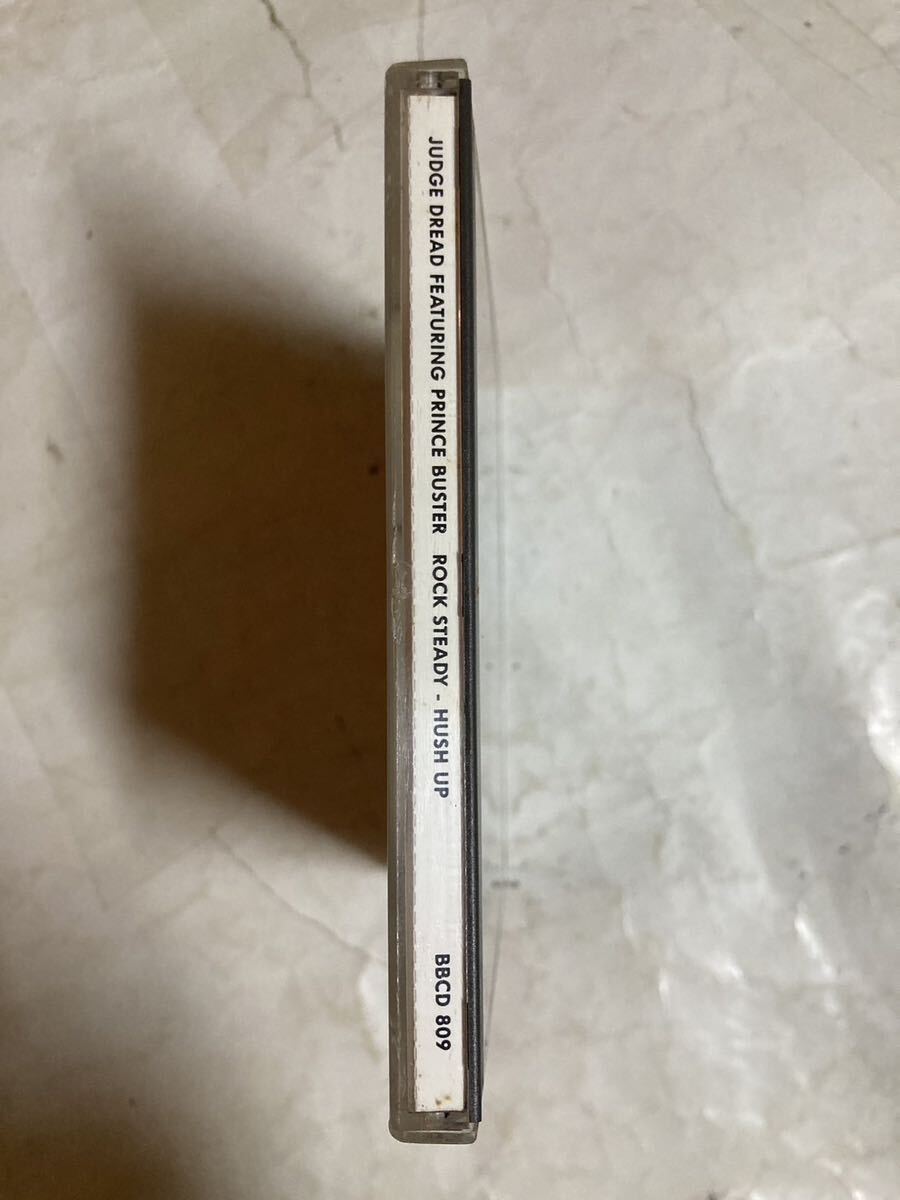 JUDGE DREAD FEATURING PRINCE BUSTER ROCK STEADY - HUSH UP BBCD 809